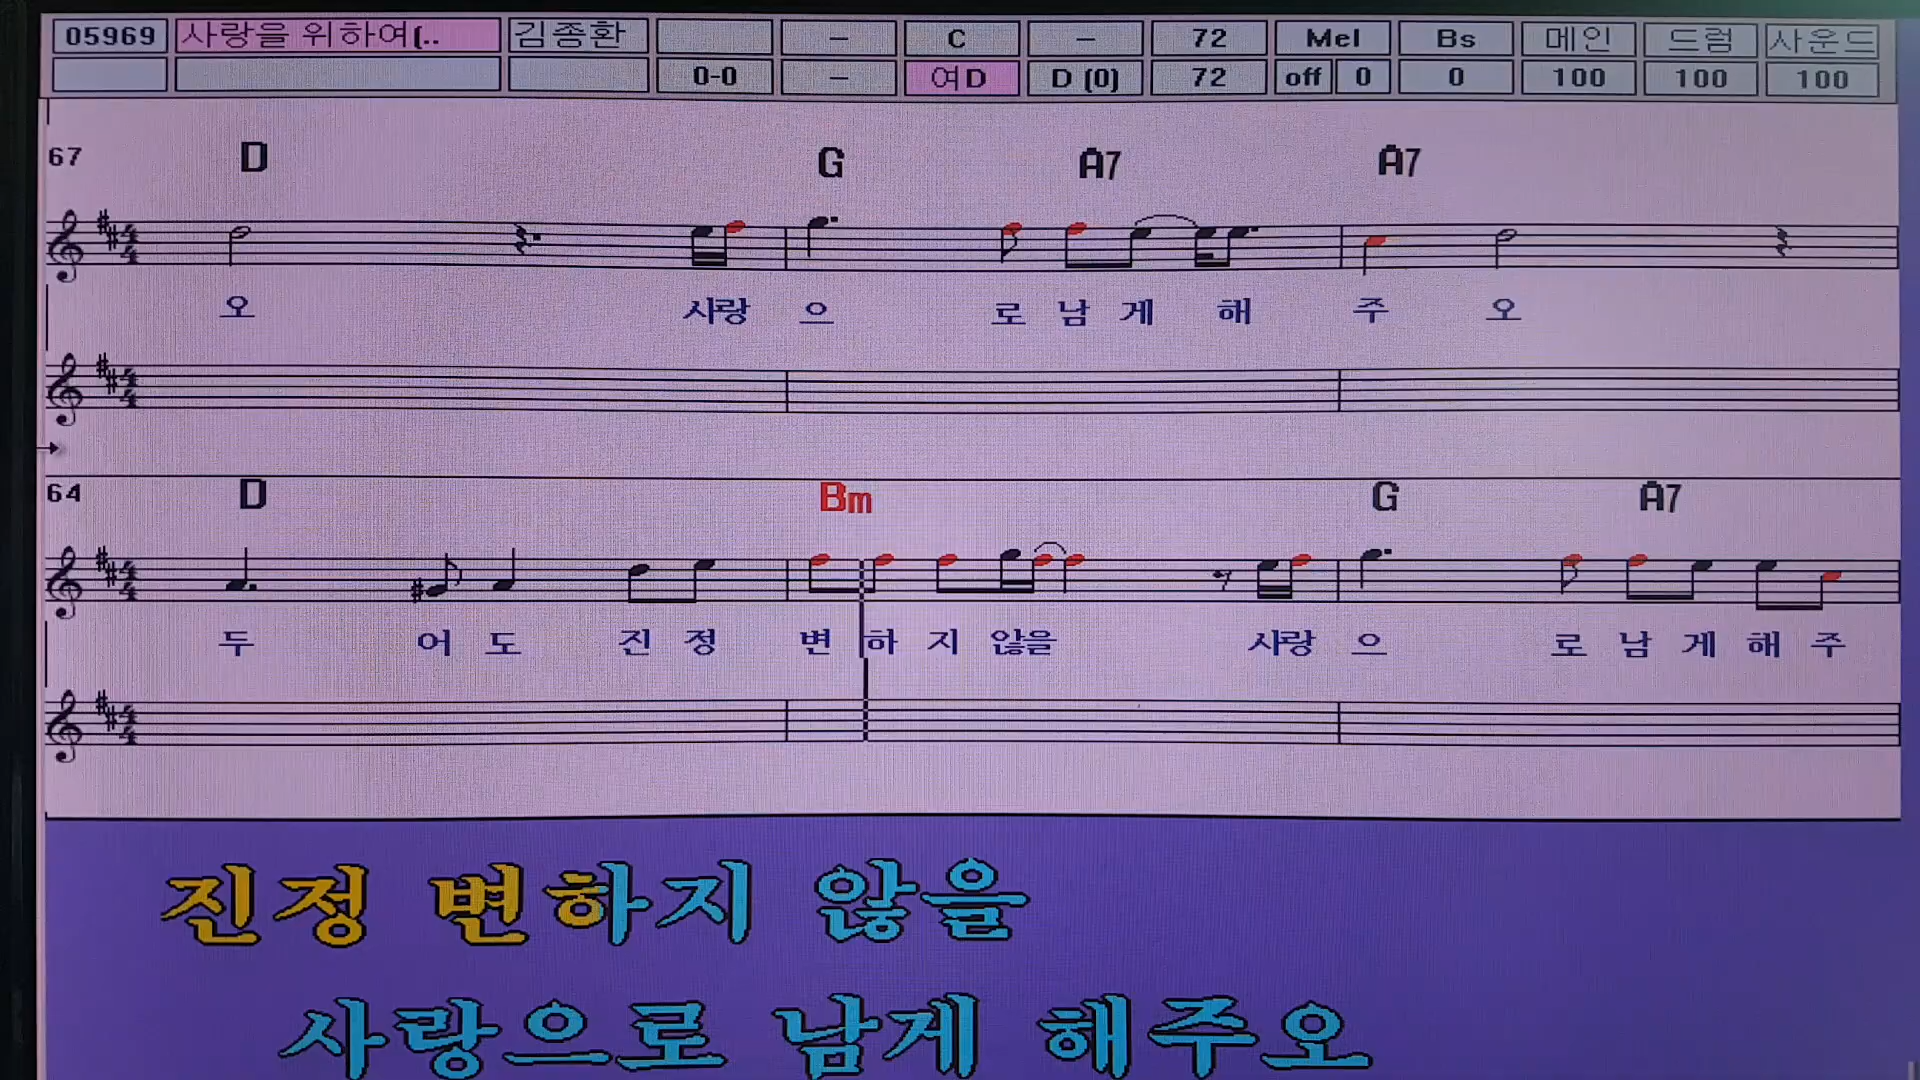 05969 사랑을 위하여(.. 김종환 – C – 72 Mel Bs 메인 드럼 사운드
0-0 – 여D D (0) 72 off 0 0 100 100 100
67 D G A7 A7
오 사랑 으 로 남 게 해 주 오
64 D Bm G A7
두 어 도 진 정 변 하 지 않을 사랑 으 로 남 게 해 주
진정 변하지 않을
사랑으로 남게 해주오